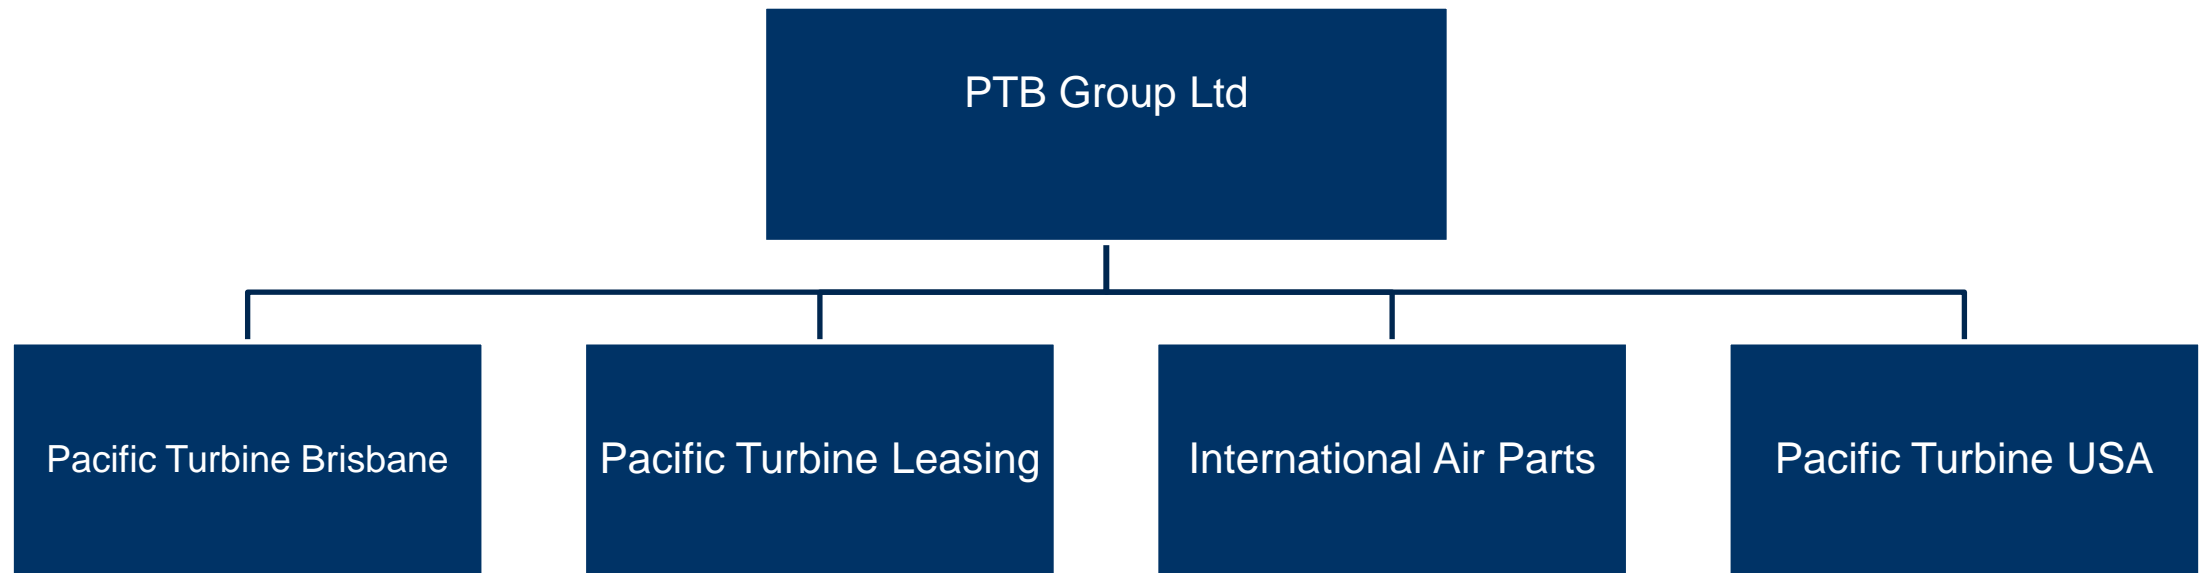 PTB Group Ltd
Pacific Turbine Brisbane
Pacific Turbine Leasing
International Air Parts
Pacific Turbine USA